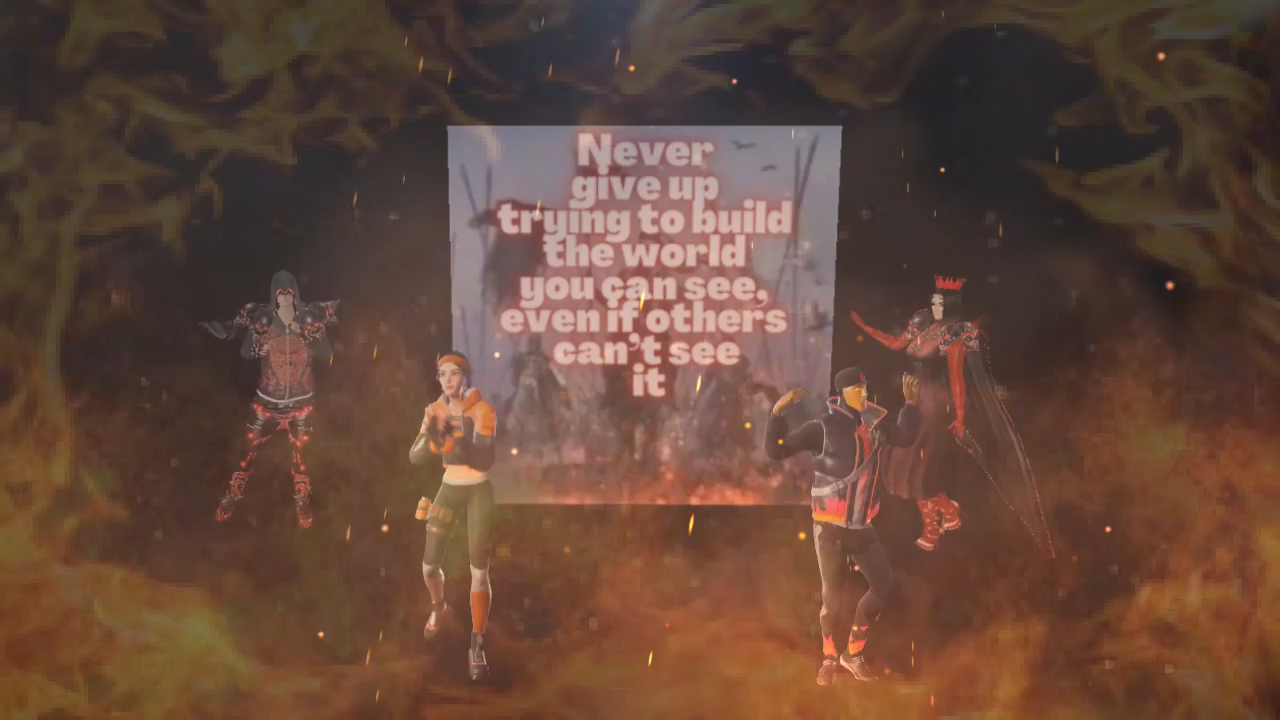 Never
give up
trying to build
the world
you can see,
even if others
can't see
it